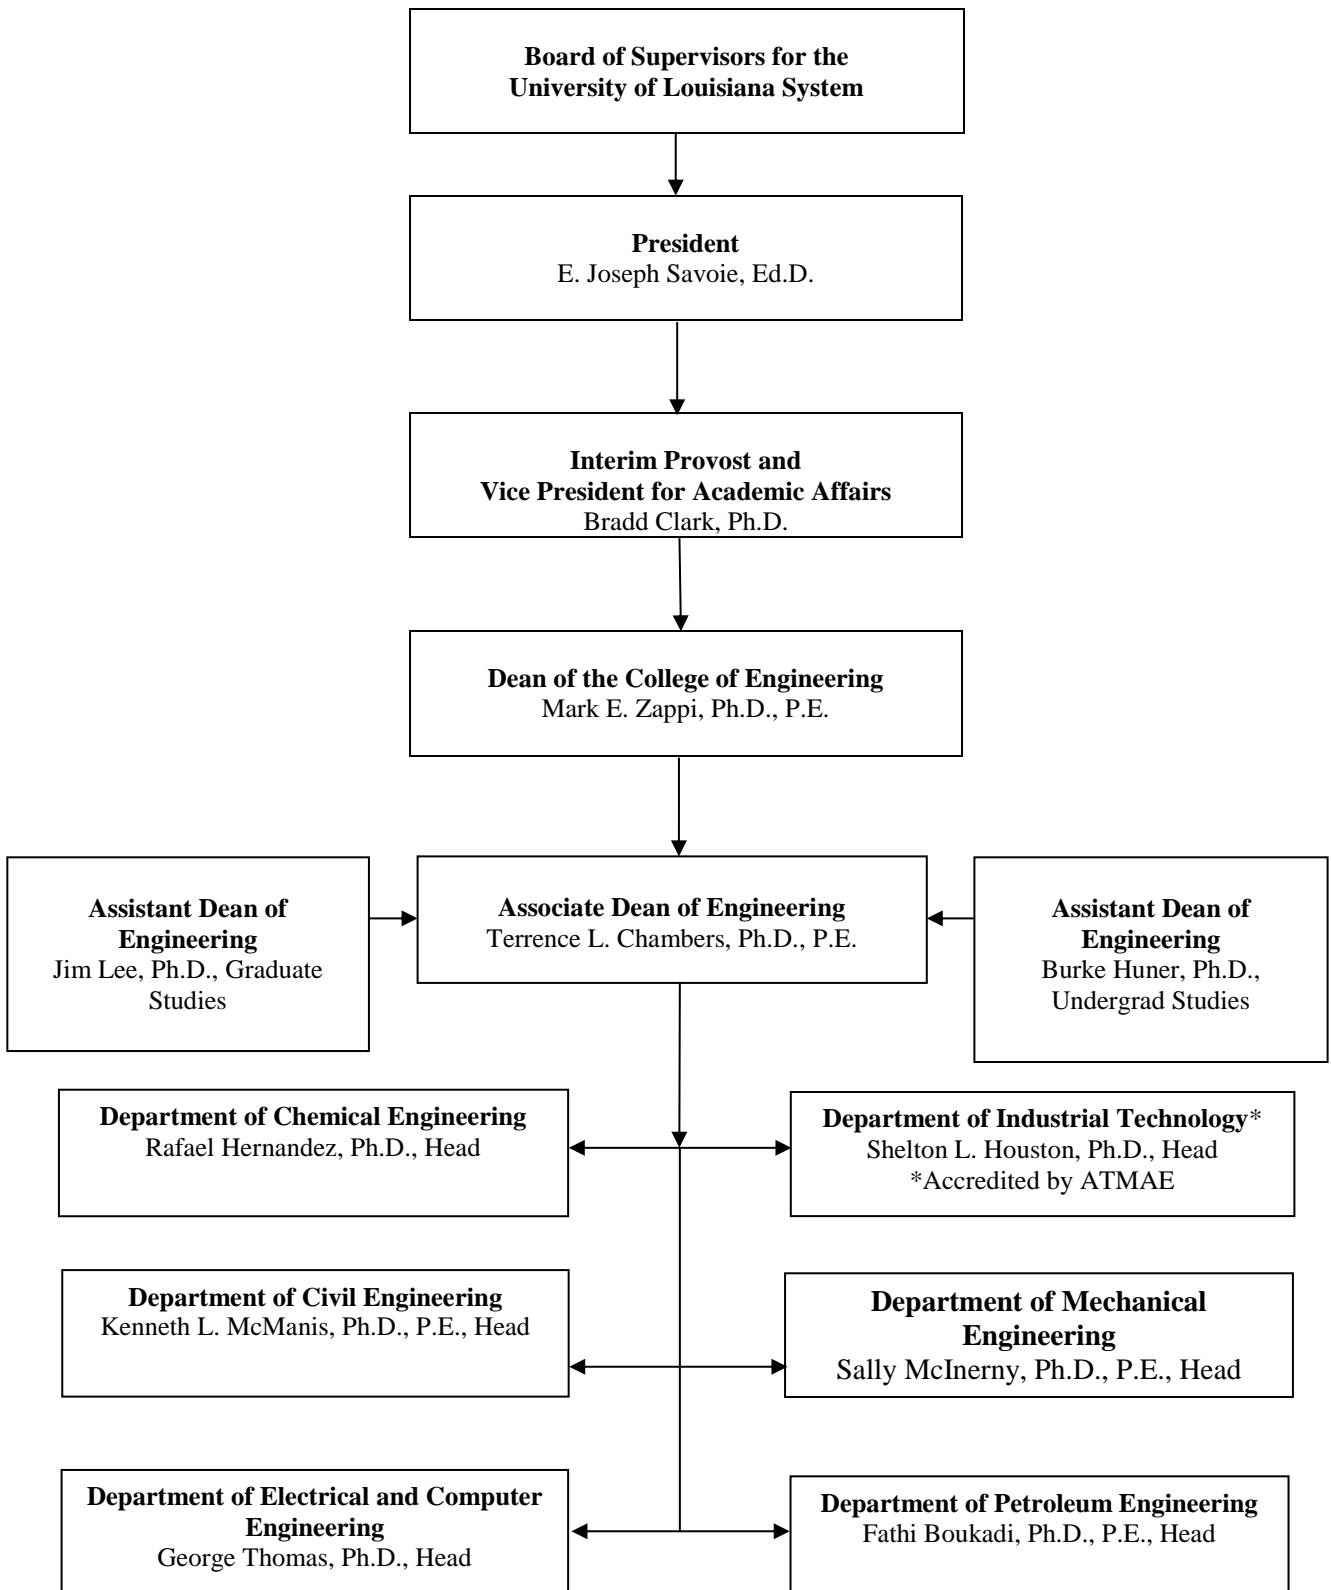 Board of Supervisors for the
University of Louisiana System
President
E. Joseph Savoie, Ed.D.
Interim Provost and
Vice President for Academic Affairs
Bradd Clark, Ph.D.
Dean of the College of Engineering
Mark E. Zappi, Ph.D., P.E.
Assistant Dean of
Engineering
Jim Lee, Ph.D., Graduate
Studies
Associate Dean of Engineering
Terrence L. Chambers, Ph.D., P.E.
Assistant Dean of
Engineering
Burke Huner, Ph.D.,
Undergrad Studies
Department of Chemical Engineering
Rafael Hernandez, Ph.D., Head
Department of Industrial Technology*
Shelton L. Houston, Ph.D., Head
*Accredited by ATMAE
Department of Civil Engineering
Kenneth L. McManis, Ph.D., P.E., Head
Department of Mechanical
Engineering
Sally McInerny, Ph.D., P.E., Head
Department of Electrical and Computer
Engineering
George Thomas, Ph.D., Head
Department of Petroleum Engineering
Fathi Boukadi, Ph.D., P.E., Head